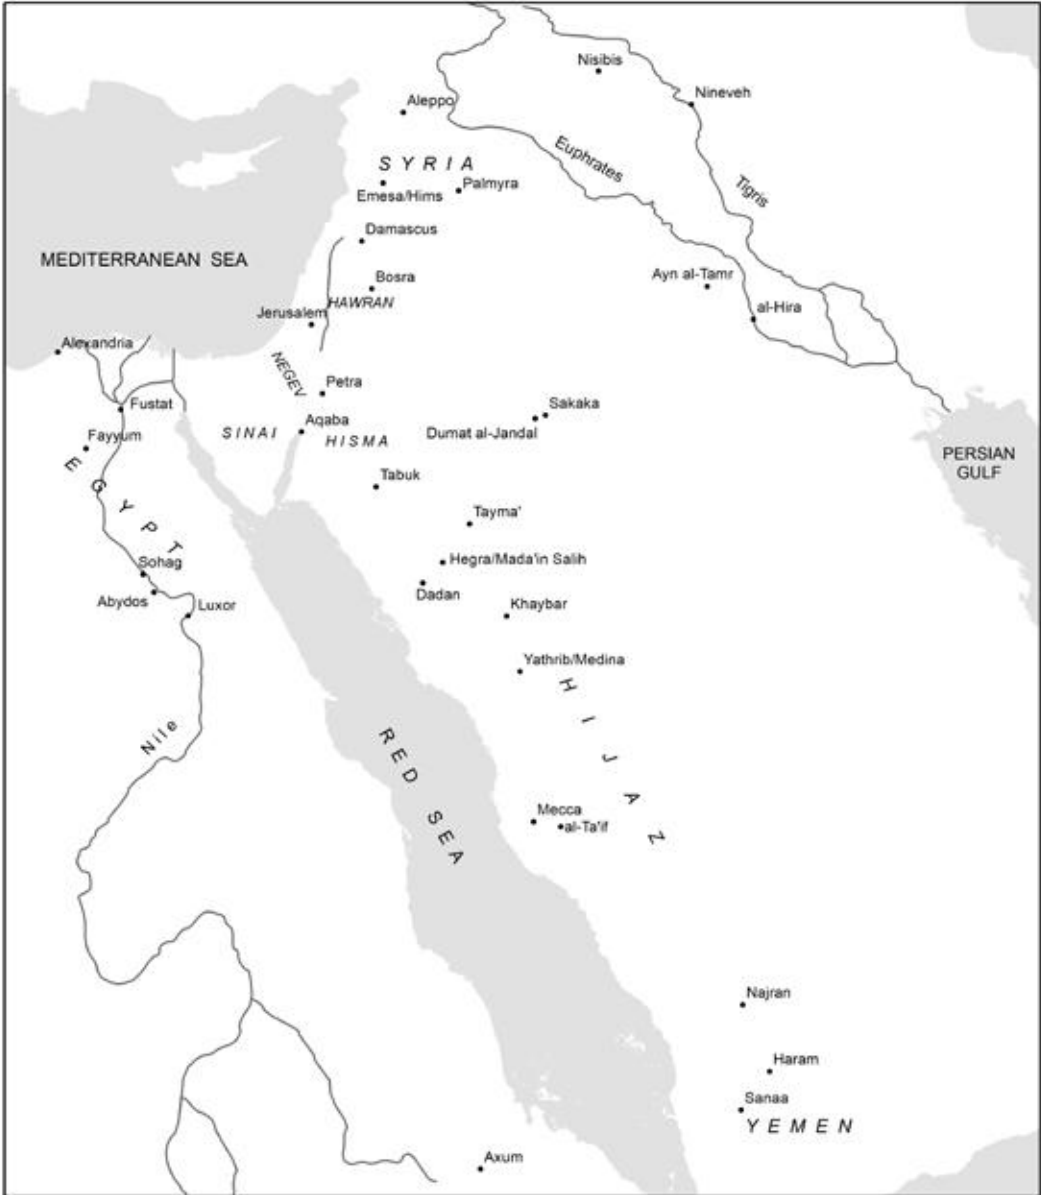 Nisibis
Nineveh
Aleppo
Euphrates
SYRIA
Tigris
Emesa/Hims
Palmyra
Damascus
MEDITERRANEAN SEA
Ayn al-Tamr
Bosra
HAWRAN
al-Hira
Jerusalem
Alexandria
NEGEV
Petra
Fustat
Sakaka
Aqaba
Dumat al-Jandal
SINAI
HISMA
Fayyum
PERSIAN
GULF
EGYPT
Tabuk
Tayma'
Hegra/Mada'in Salih
Sohag
Dadan
Abydos
Luxor
Khaybar
Yathrib/Medina
HIJAZ
Nile
RED SEA
Mecca
al-Ta'if
Najran
Haram
Sanaa
YEMEN
Axum